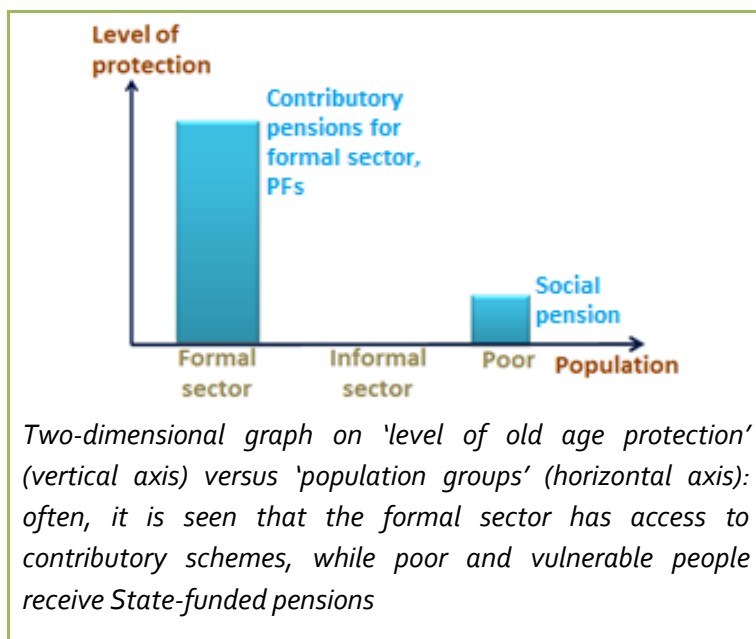 Level of
protection
Contributory
pensions for
formal sector,
PFs
Social
pension
Formal
sector
Informal
sector
Poor
Population
Two-dimensional graph on ‘level of old age protection’
(vertical axis) versus ‘population groups’ (horizontal axis):
often, it is seen that the formal sector has access to
contributory schemes, while poor and vulnerable people
receive State-funded pensions